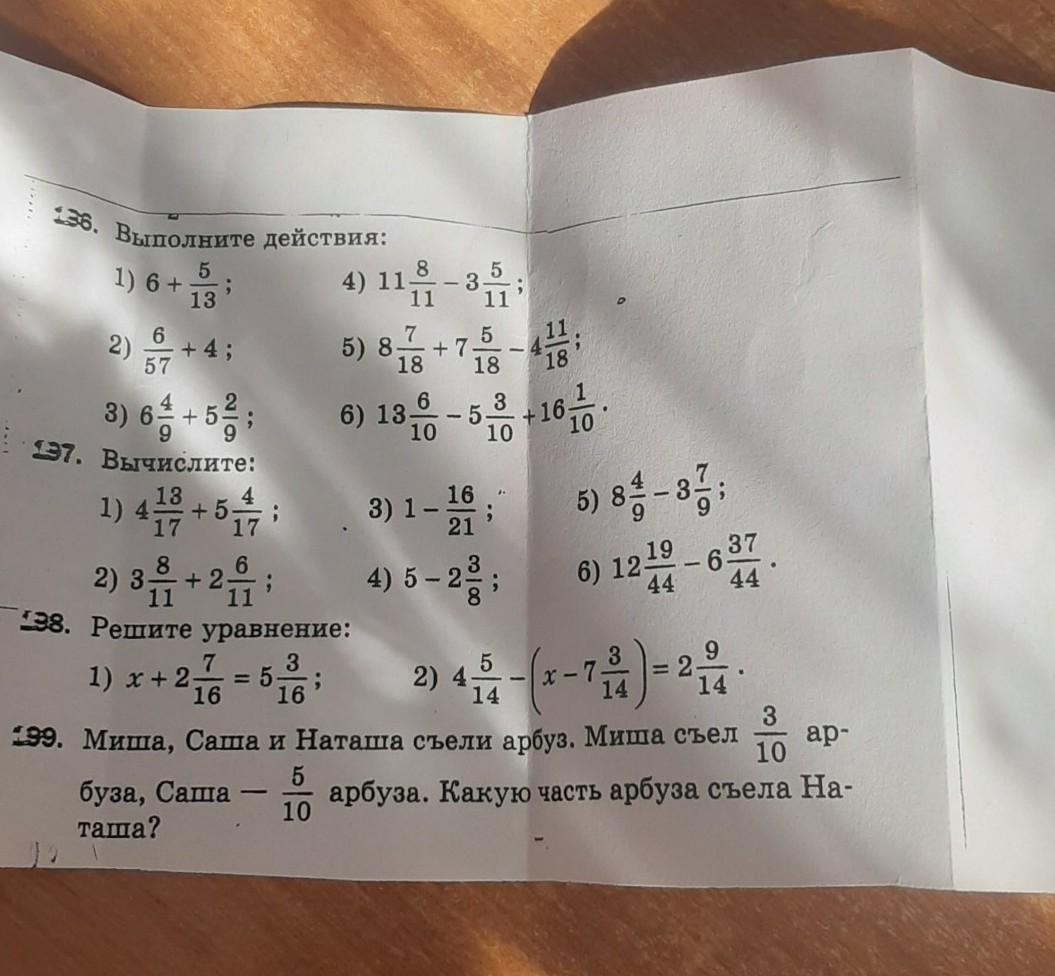 136. Выполните действия:
1) 6 + 5/13; 4) 11 8/11 − 3 5/11;
2) 6/57 + 4; 5) 8 7/18 + 7 5/18 − 4 11/18;
3) 6 4/9 + 5 2/9; 6) 13 6/10 − 5 3/10 + 16 1/10.
137. Вычислите:
1) 4 13/17 + 5 4/17; 3) 1 − 16/21; 5) 8 4/9 − 3 7/9;
2) 3 8/11 + 2 6/11; 4) 5 − 2 3/8; 6) 12 19/44 − 6 37/44.
138. Решите уравнение:
1) x + 2 7/16 = 5 3/16; 2) 4 5/14 − (x − 7 3/14) = 2 9/14.
199. Миша, Саша и Наташа съели арбуз. Миша съел 3/10 ар-
буза, Саша — 5/10 арбуза. Какую часть арбуза съела На-
таша?